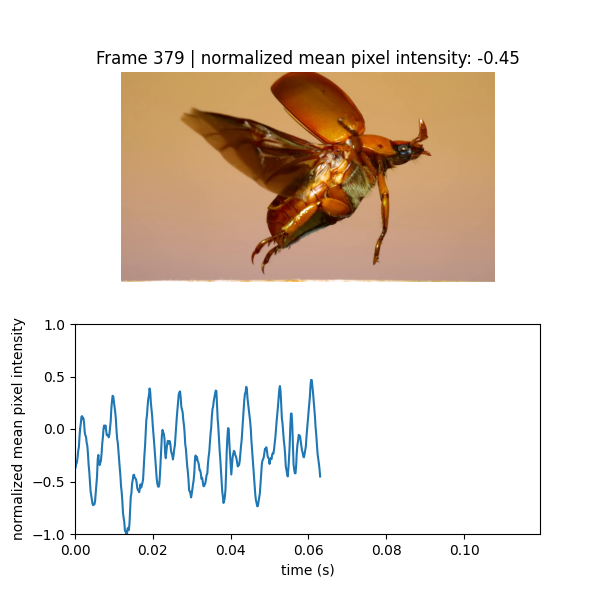 Frame 379 | normalized mean pixel intensity: -0.45
normalized mean pixel intensity
1.0
0.5
0.0
−0.5
−1.0
0.00 0.02 0.04 0.06 0.08 0.10
time (s)